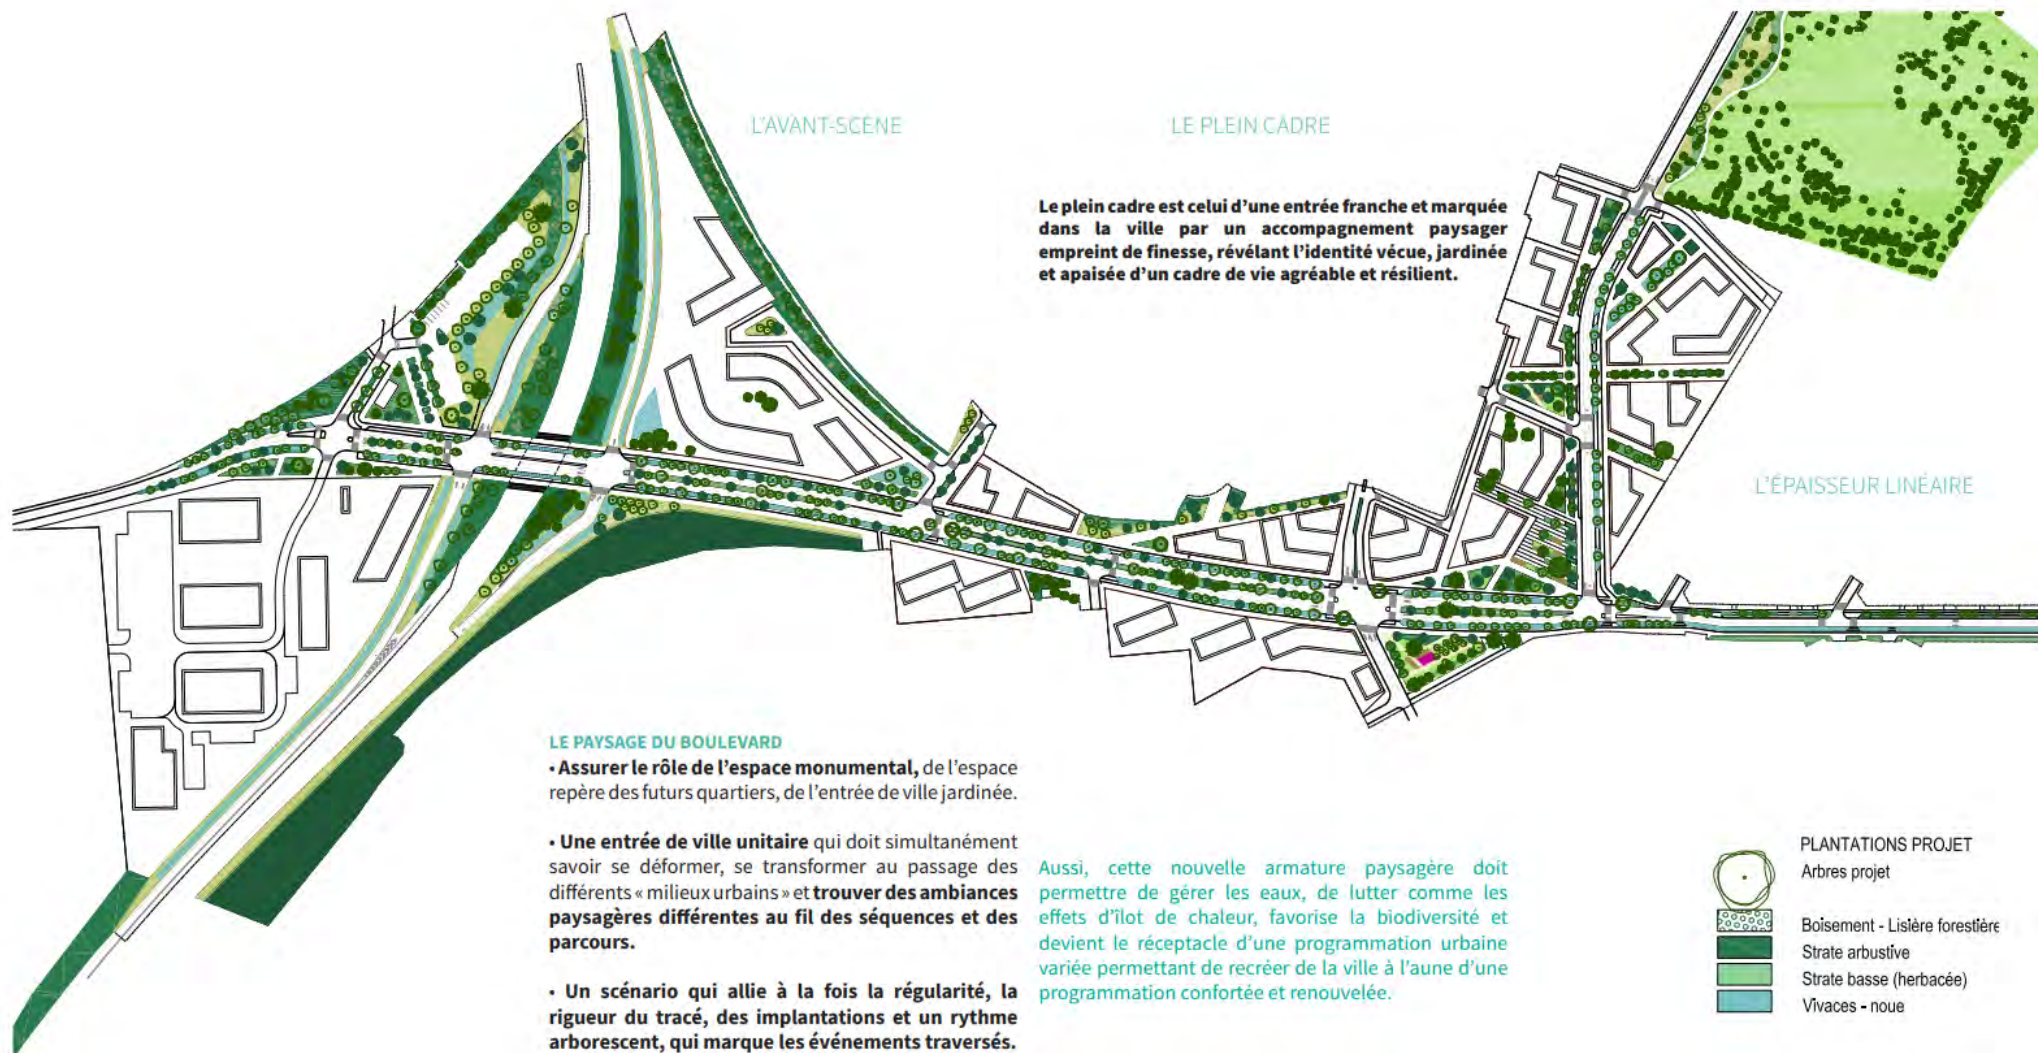 L'AVANT-SCÈNE
LE PLEIN CADRE
Le plein cadre est celui d'une entrée franche et marquée
dans la ville par un accompagnement paysager
empreint de finesse, révélant l'identité vécue, jardinée
et apaisée d'un cadre de vie agréable et résilient.
L'ÉPAISSEUR LINÉAIRE
LE PAYSAGE DU BOULEVARD
• Assurer le rôle de l'espace monumental, de l'espace
repère des futurs quartiers, de l'entrée de ville jardinée.
• Une entrée de ville unitaire qui doit simultanément
savoir se déformer, se transformer au passage des
différents « milieux urbains » et trouver des ambiances
paysagères différentes au fil des séquences et des
parcours.
• Un scénario qui allie à la fois la régularité, la
rigueur du tracé, des implantations et un rythme
arborescent, qui marque les événements traversés.
Aussi, cette nouvelle armature paysagère doit
permettre de gérer les eaux, de lutter comme les
effets d'îlot de chaleur, favorise la biodiversité et
devient le réceptacle d'une programmation urbaine
variée permettant de recréer de la ville à l'aune d'une
programmation confortée et renouvelée.
PLANTATIONS PROJET
Arbres projet
Boisement - Lisière forestière
Strate arbustive
Strate basse (herbacée)
Vivaces - noue